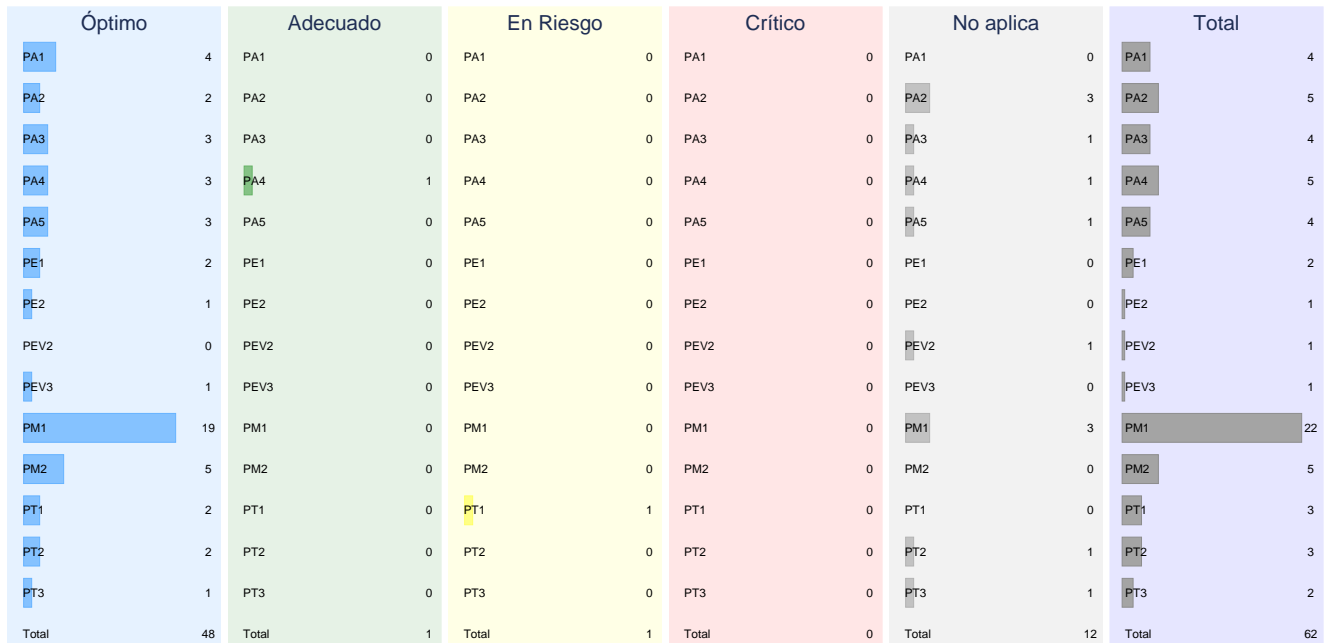 Óptimo Adecuado En Riesgo Crítico No aplica Total
PA1 4 PA1 0 PA1 0 PA1 0 PA1 0 PA1 4
PA2 2 PA2 0 PA2 0 PA2 0 PA2 3 PA2 5
PA3 3 PA3 0 PA3 0 PA3 0 PA3 1 PA3 4
PA4 3 PA4 1 PA4 0 PA4 0 PA4 1 PA4 5
PA5 3 PA5 0 PA5 0 PA5 0 PA5 1 PA5 4
PE1 2 PE1 0 PE1 0 PE1 0 PE1 0 PE1 2
PE2 1 PE2 0 PE2 0 PE2 0 PE2 0 PE2 1
PEV2 0 PEV2 0 PEV2 0 PEV2 0 PEV2 1 PEV2 1
PEV3 1 PEV3 0 PEV3 0 PEV3 0 PEV3 0 PEV3 1
PM1 19 PM1 0 PM1 0 PM1 0 PM1 3 PM1 22
PM2 5 PM2 0 PM2 0 PM2 0 PM2 0 PM2 5
PT1 2 PT1 0 PT1 1 PT1 0 PT1 0 PT1 3
PT2 2 PT2 0 PT2 0 PT2 0 PT2 1 PT2 3
PT3 1 PT3 0 PT3 0 PT3 0 PT3 1 PT3 2
Total 48 Total 1 Total 1 Total 0 Total 12 Total 62